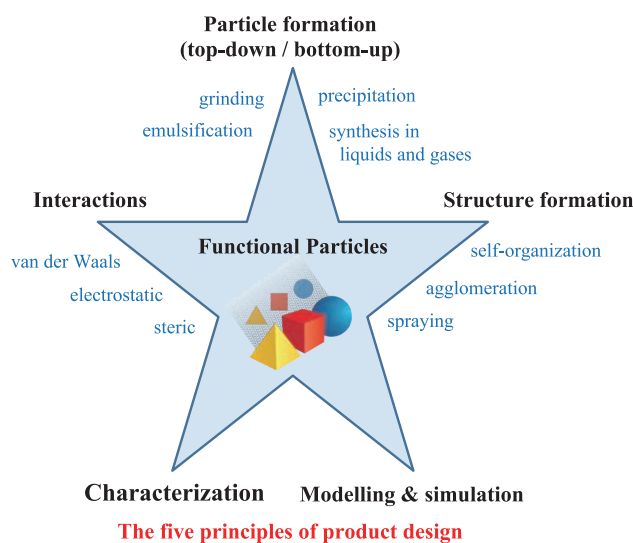 Particle formation
(top-down / bottom-up)
grinding
precipitation
emulsification
synthesis in
liquids and gases
Interactions
Structure formation
Functional Particles
van der Waals
self-organization
electrostatic
agglomeration
steric
spraying
Characterization
Modelling & simulation
The five principles of product design